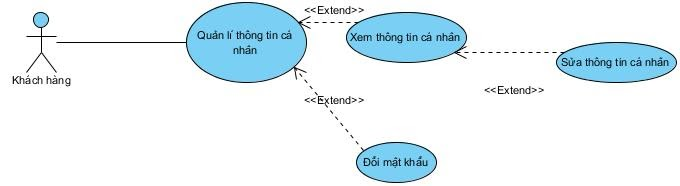 <<Extend>>
Quản lí thông tin cá
nhân
Xem thông tin cá nhân
Sửa thông tin cá nhân
Khách hàng
<<Extend>>
<<Extend>>
Đổi mật khẩu